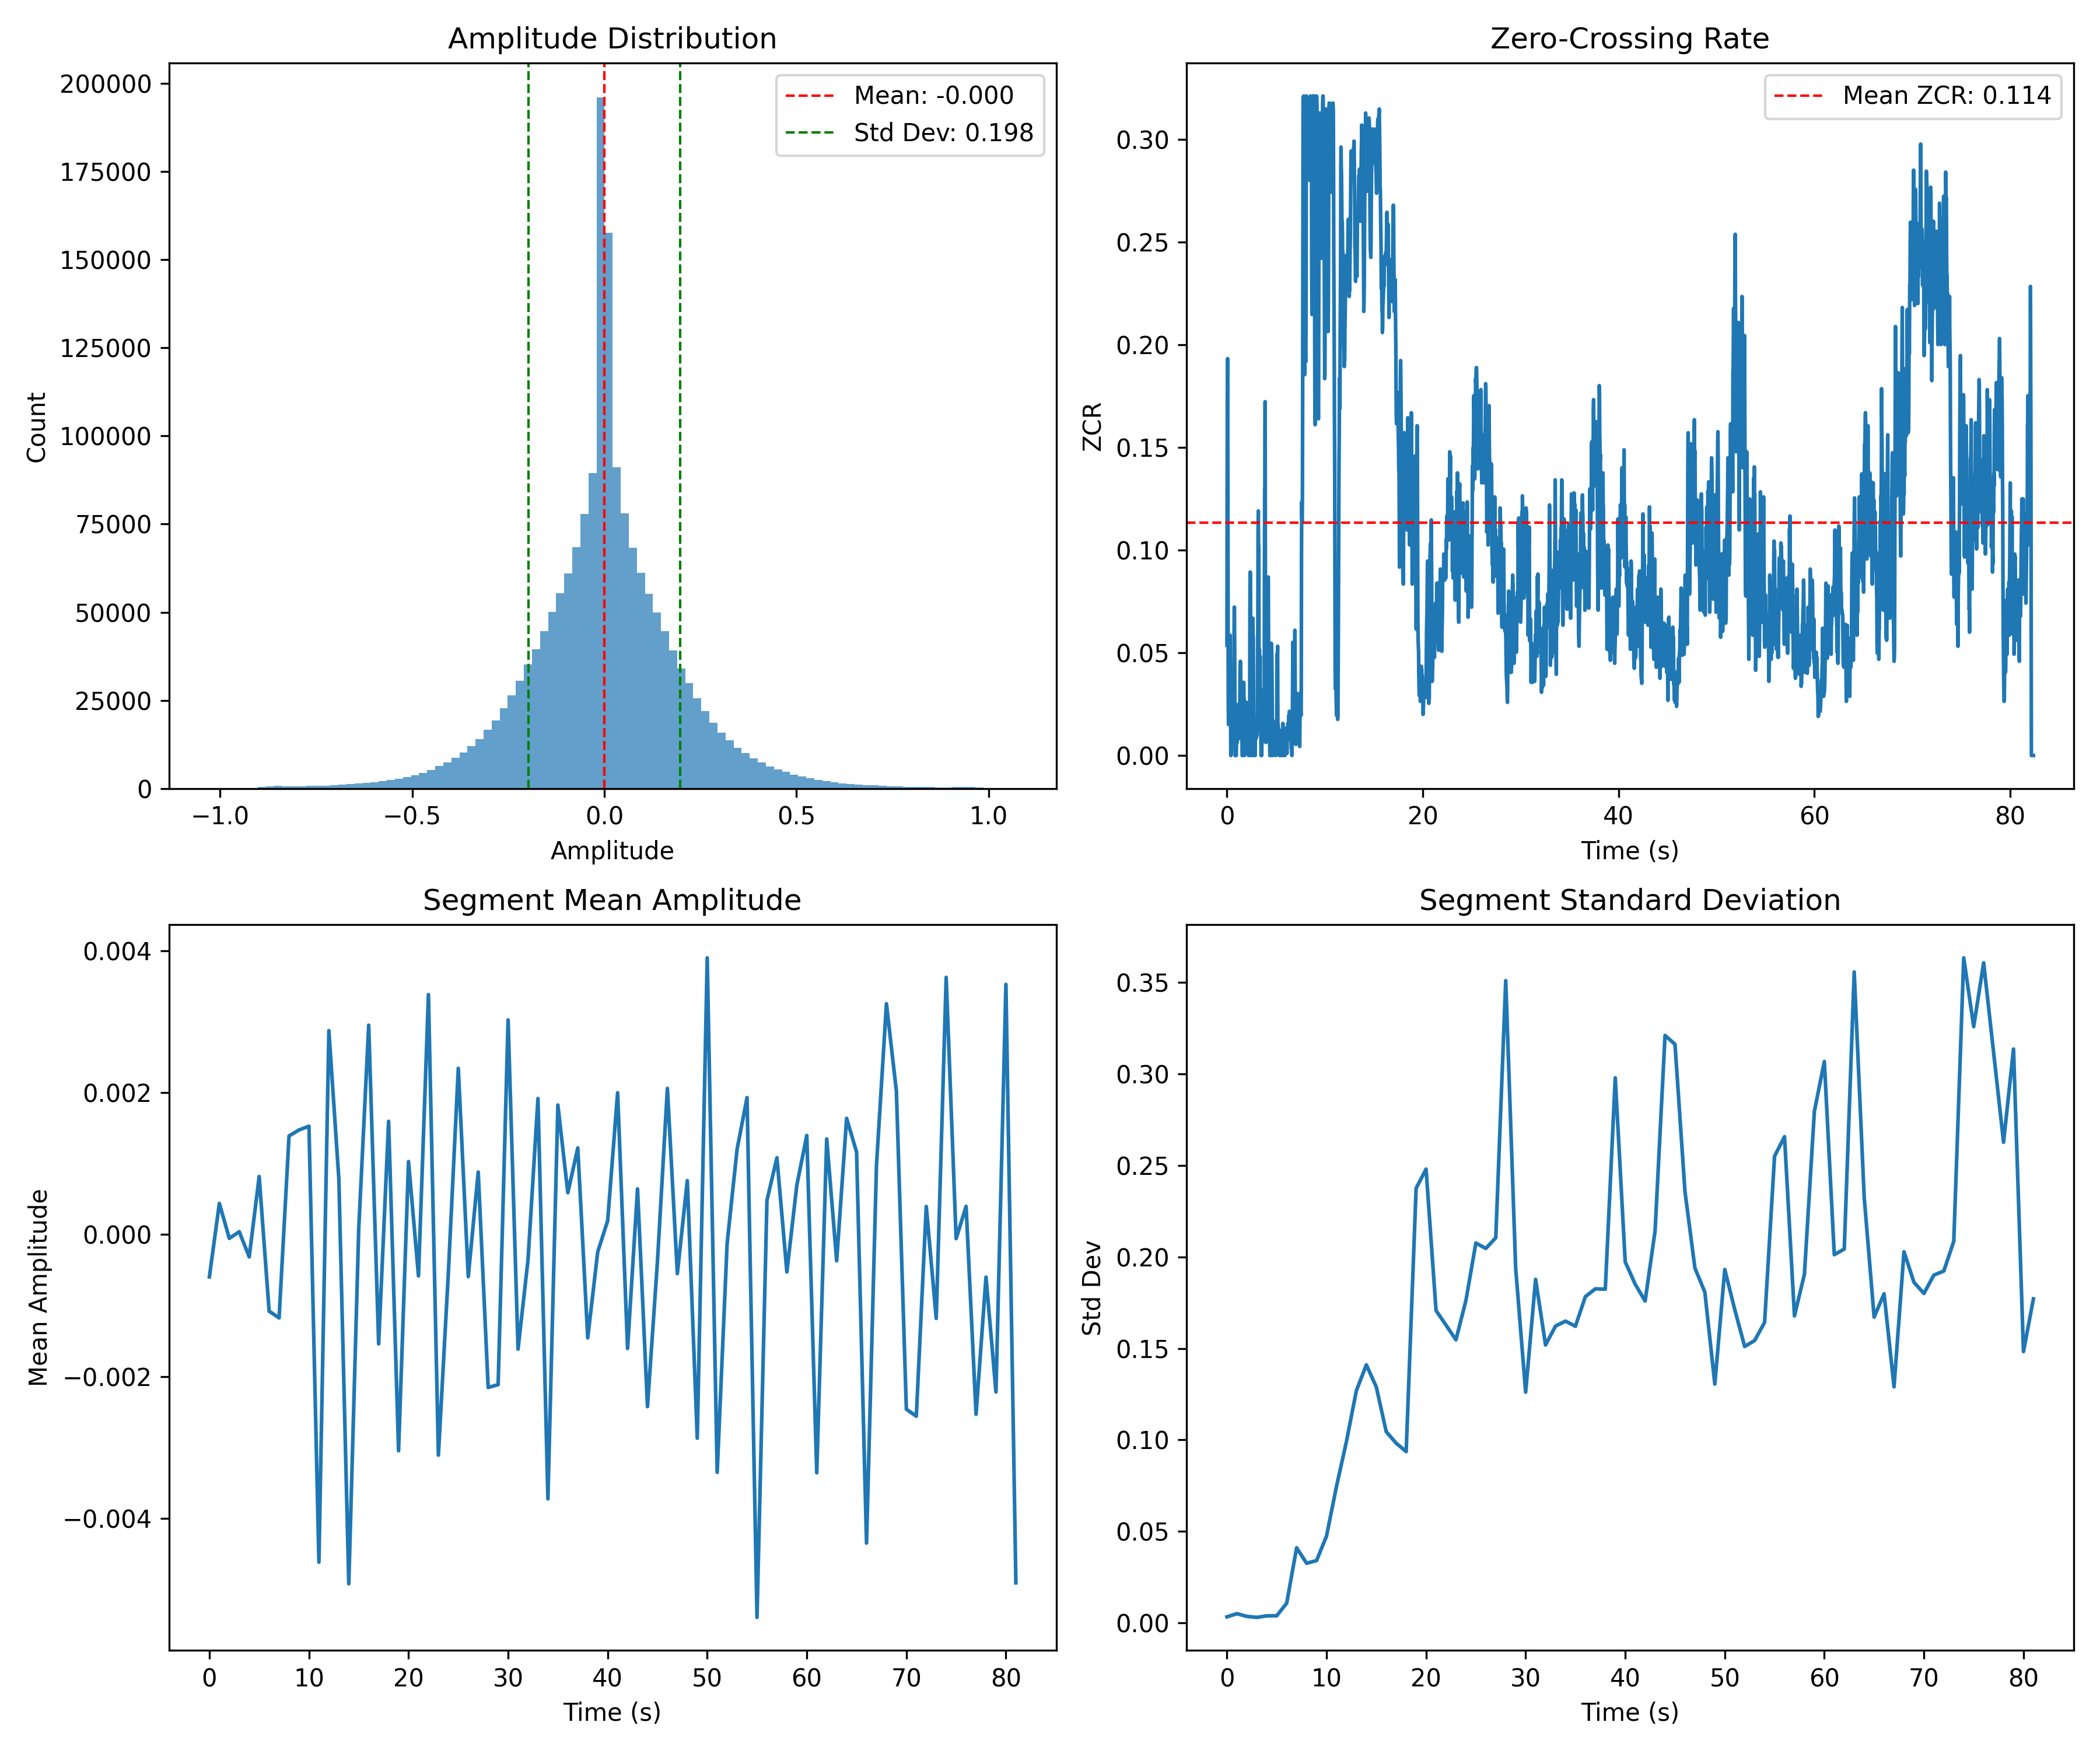 Amplitude Distribution
Count
200000
175000
150000
125000
100000
75000
50000
25000
0
Mean: -0.000
Std Dev: 0.198
−1.0 −0.5 0.0 0.5 1.0
Amplitude
Zero-Crossing Rate
ZCR
0.30
0.25
0.20
0.15
0.10
0.05
0.00
Mean ZCR: 0.114
0 20 40 60 80
Time (s)
Segment Mean Amplitude
Mean Amplitude
0.004
0.002
0.000
−0.002
−0.004
0 10 20 30 40 50 60 70 80
Time (s)
Segment Standard Deviation
Std Dev
0.35
0.30
0.25
0.20
0.15
0.10
0.05
0.00
0 10 20 30 40 50 60 70 80
Time (s)